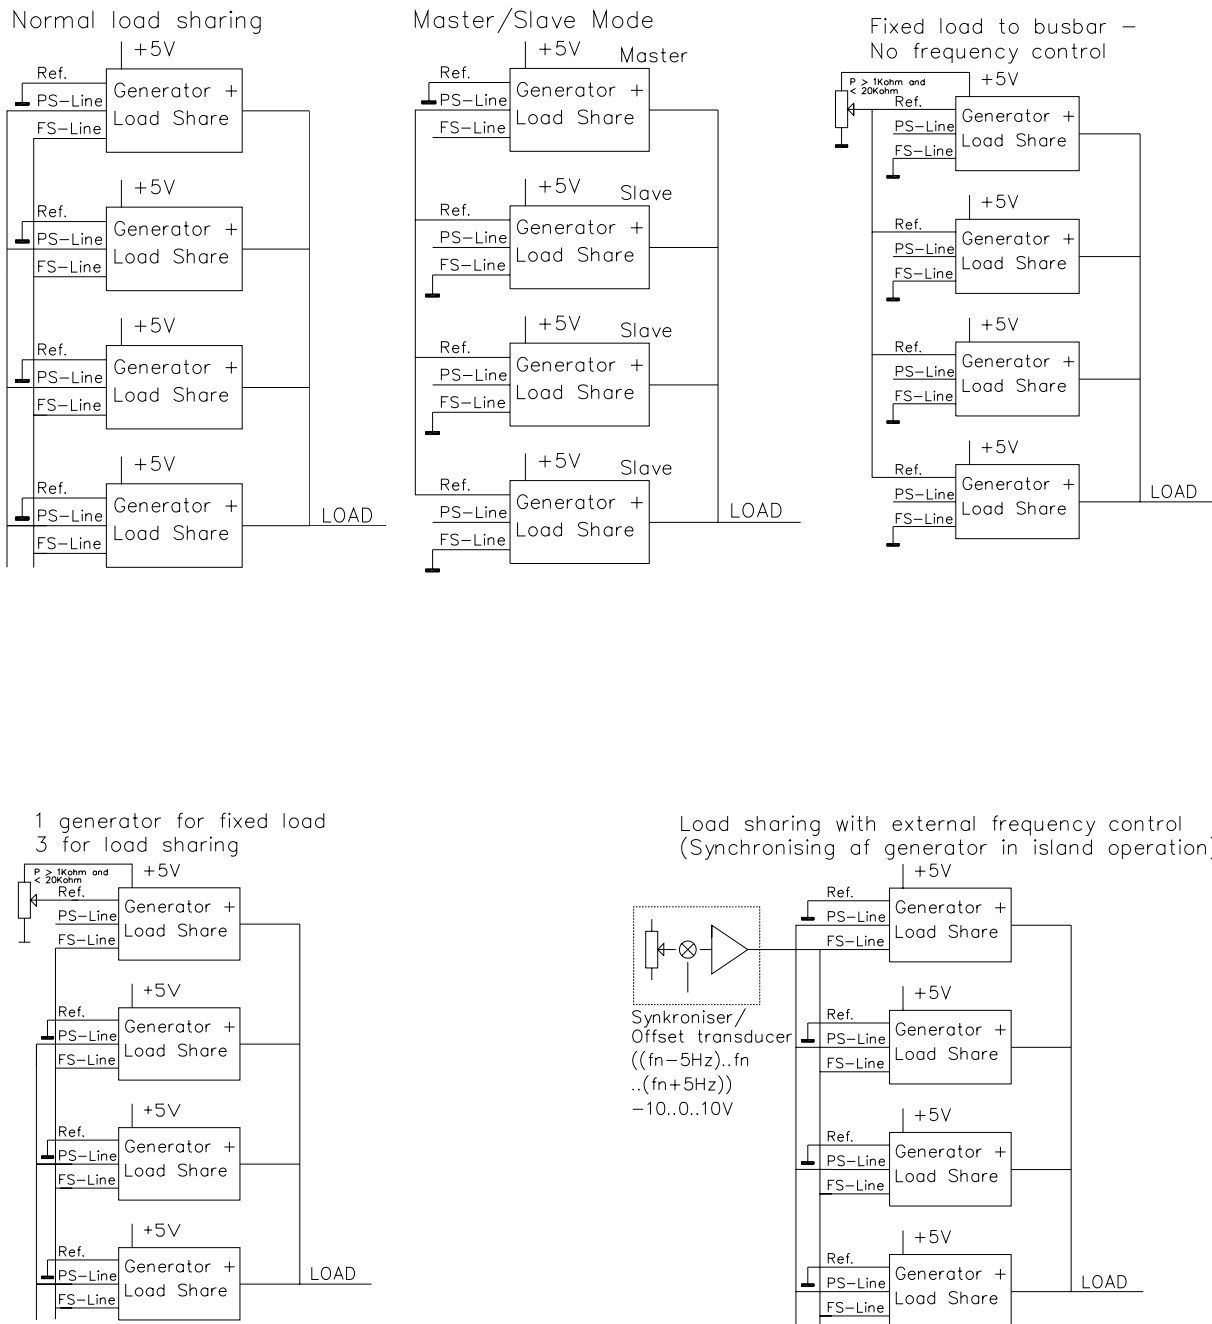 Normal load sharing
+5V
Ref.
PS-Line
FS-Line
Generator +
Load Share
+5V
Ref.
PS-Line
FS-Line
Generator +
Load Share
+5V
Ref.
PS-Line
FS-Line
Generator +
Load Share
+5V
Ref.
PS-Line
FS-Line
Generator +
Load Share
LOAD
Master/Slave Mode
+5V
Master
Ref.
PS-Line
FS-Line
Generator +
Load Share
+5V
Slave
Ref.
PS-Line
FS-Line
Generator +
Load Share
+5V
Slave
Ref.
PS-Line
FS-Line
Generator +
Load Share
+5V
Slave
Ref.
PS-Line
FS-Line
Generator +
Load Share
LOAD
Fixed load to busbar -
No frequency control
P > 1Kohm and
< 20Kohm
+5V
Ref.
PS-Line
FS-Line
Generator +
Load Share
+5V
Ref.
PS-Line
FS-Line
Generator +
Load Share
+5V
Ref.
PS-Line
FS-Line
Generator +
Load Share
+5V
Ref.
PS-Line
FS-Line
Generator +
Load Share
LOAD
1 generator for fixed load
3 for load sharing
P > 1Kohm and
< 20Kohm
+5V
Ref.
PS-Line
FS-Line
Generator +
Load Share
+5V
Ref.
PS-Line
FS-Line
Generator +
Load Share
+5V
Ref.
PS-Line
FS-Line
Generator +
Load Share
+5V
Ref.
PS-Line
FS-Line
Generator +
Load Share
LOAD
Load sharing with external frequency control
(Synchronising af generator in island operation)
+5V
Ref.
PS-Line
FS-Line
Generator +
Load Share
Synkroniser/
Offset transducer
((fn-5Hz)..fn
..(fn+5Hz))
-10..0..10V
+5V
Ref.
PS-Line
FS-Line
Generator +
Load Share
+5V
Ref.
PS-Line
FS-Line
Generator +
Load Share
+5V
Ref.
PS-Line
FS-Line
Generator +
Load Share
LOAD